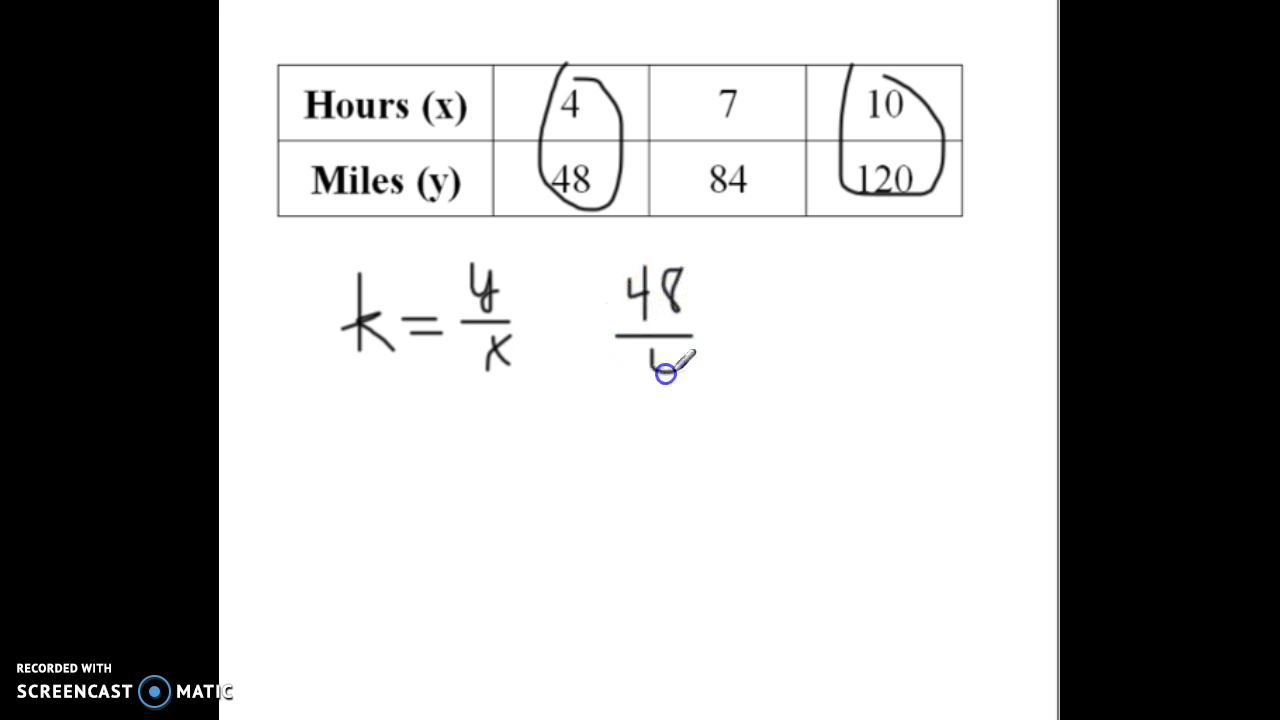 Hours (x) 4 7 10
Miles (y) 48 84 120
k = y/x 48/
RECORDED WITH
SCREENCAST MATIC